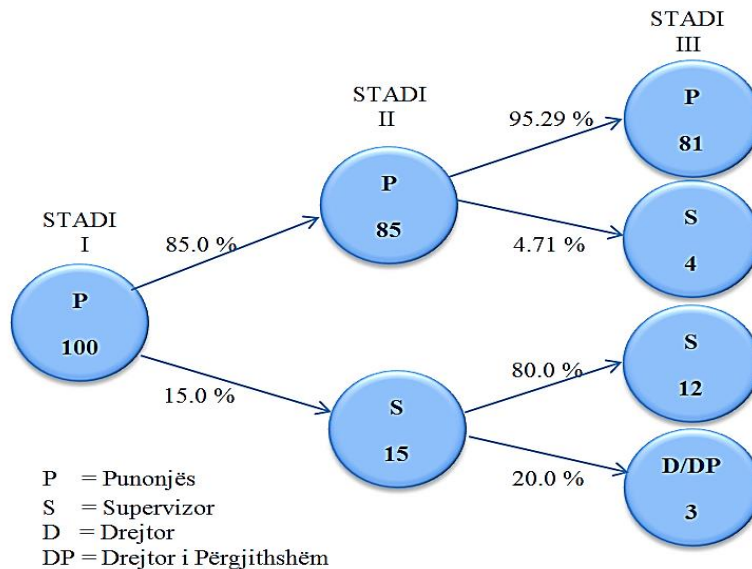 STADI
I
P
100
85.0 %
15.0 %
STADI
II
P
85
S
15
95.29 %
4.71 %
80.0 %
20.0 %
STADI
III
P
81
S
4
S
12
D/DP
3
P = Punonjës
S = Supervizor
D = Drejtor
DP = Drejtor i Përgjithshëm